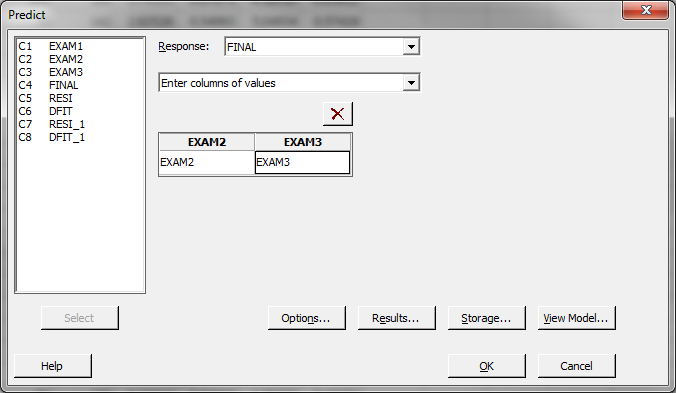 Predict
C1 EXAM1
C2 EXAM2
C3 EXAM3
C4 FINAL
C5 RESI
C6 DFIT
C7 RESI_1
C8 DFIT_1
Response: FINAL
Enter columns of values
EXAM2 EXAM3
EXAM2 EXAM3
Select
Options...
Results...
Storage...
View Model...
Help
OK
Cancel